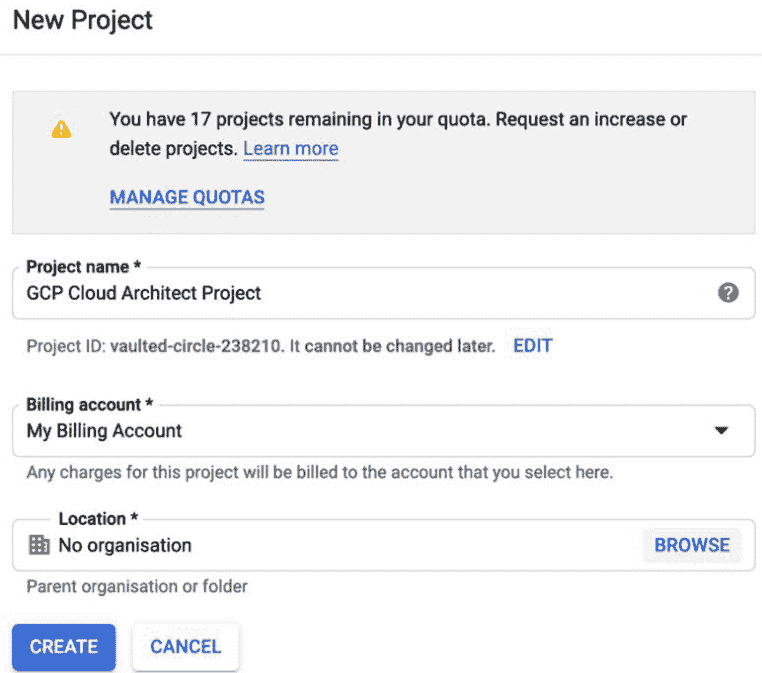 New Project
You have 17 projects remaining in your quota. Request an increase or
delete projects. Learn more
MANAGE QUOTAS
Project name *
GCP Cloud Architect Project
Project ID: vaulted-circle-238210. It cannot be changed later. EDIT
Billing account *
My Billing Account
Any charges for this project will be billed to the account that you select here.
Location *
No organisation BROWSE
Parent organisation or folder
CREATE CANCEL